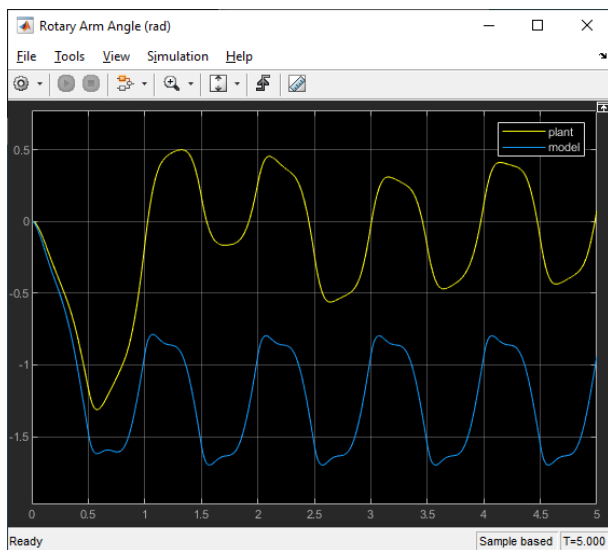 Rotary Arm Angle (rad)
File Tools View Simulation Help
plant
model
0.5
0
-0.5
-1
-1.5
0 0.5 1 1.5 2 2.5 3 3.5 4 4.5 5
Ready Sample based T=5.000